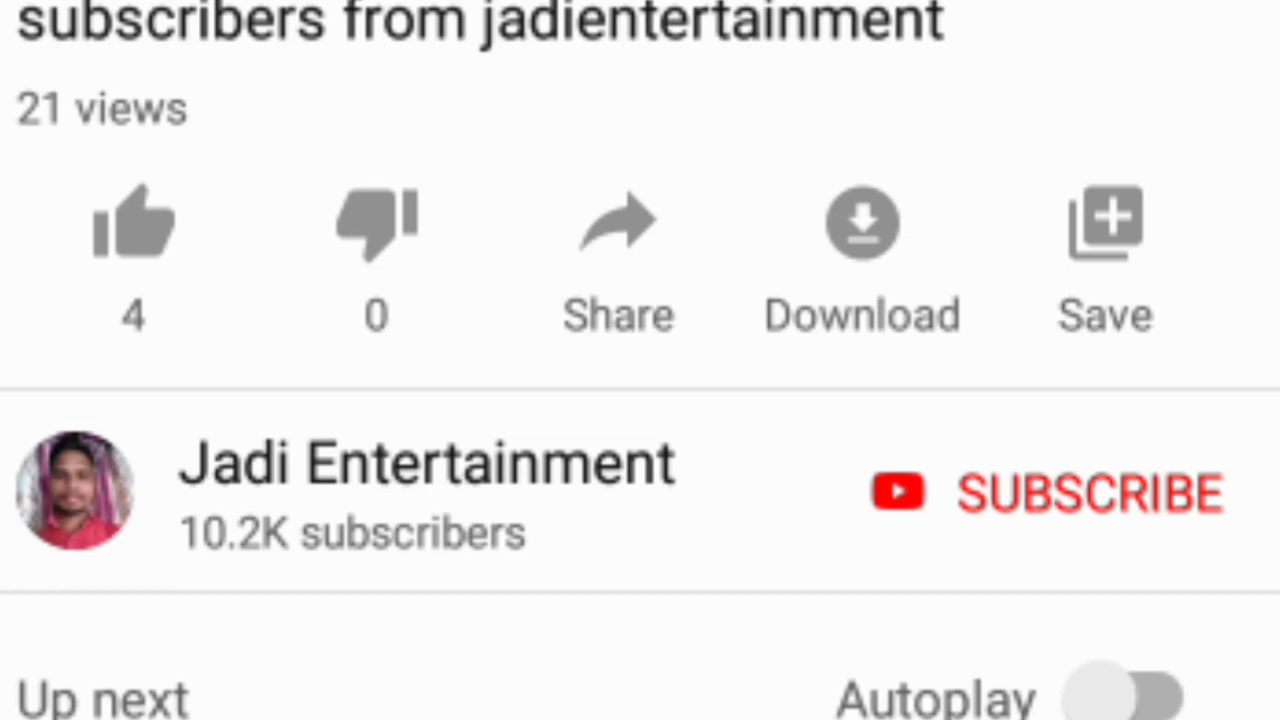 subscribers from jadientertainment
21 views
4 0 Share Download Save
Jadi Entertainment
10.2K subscribers
SUBSCRIBE
Up next Autoplay